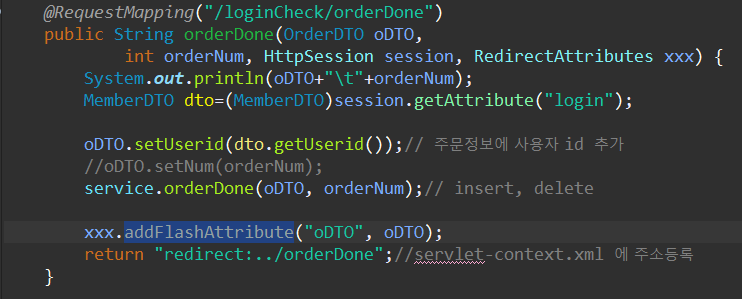 @RequestMapping("/loginCheck/orderDone")
public String orderDone(OrderDTO oDTO,
int orderNum, HttpSession session, RedirectAttributes xxx) {
System.out.println(oDTO+"\t"+orderNum);
MemberDTO dto=(MemberDTO)session.getAttribute("login");
oDTO.setUserid(dto.getUserid());// 주문정보에 사용자 id 추가
//oDTO.setNum(orderNum);
service.orderDone(oDTO, orderNum);// insert, delete
xxx.addFlashAttribute("oDTO", oDTO);
return "redirect:../orderDone";//servlet-context.xml 에 주소등록
}